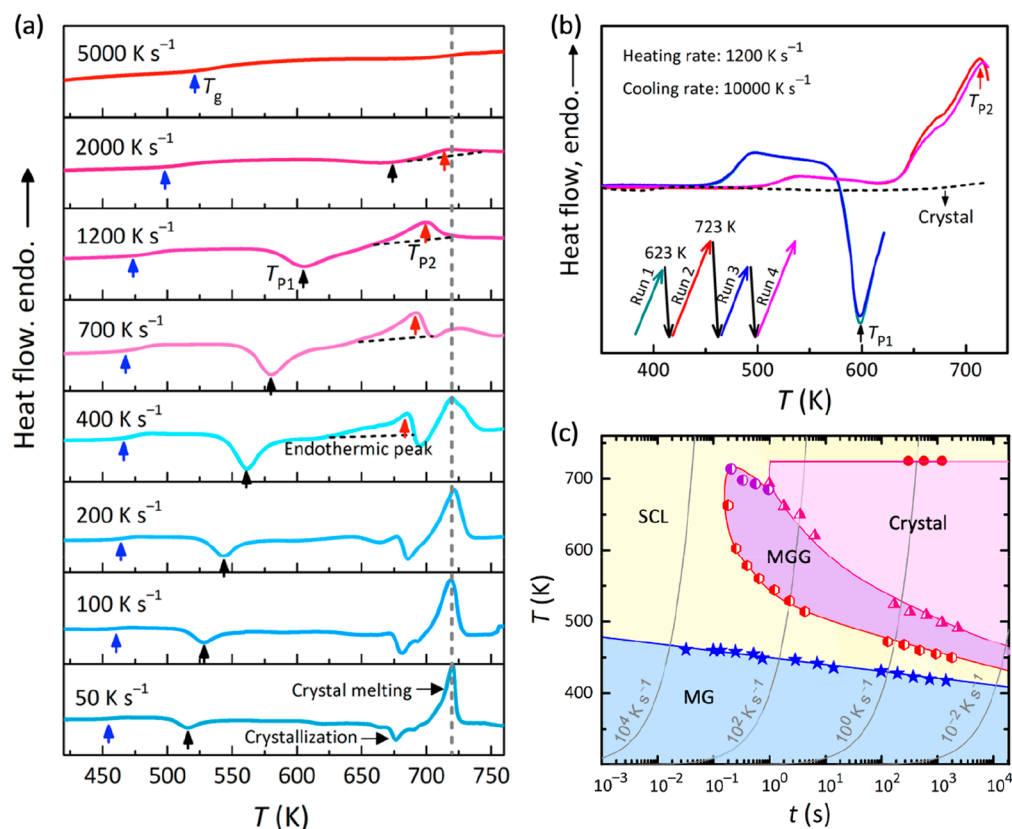 (a)
5000 K s⁻¹
Tg
2000 K s⁻¹
1200 K s⁻¹
TP1
TP2
700 K s⁻¹
400 K s⁻¹
Endothermic peak
200 K s⁻¹
100 K s⁻¹
50 K s⁻¹
Crystal melting
Crystallization
Heat flow. endo.
450 500 550 600 650 700 750
T (K)
(b)
Heating rate: 1200 K s⁻¹
Cooling rate: 10000 K s⁻¹
TP2
Crystal
723 K
623 K
Run 1
Run 2
Run 3
Run 4
TP1
Heat flow, endo.
400 500 600 700
T (K)
(c)
700
600
500
400
T (K)
SCL
MGG
Crystal
MG
10⁴ K s⁻¹
10² K s⁻¹
10⁰ K s⁻¹
10⁻² K s⁻¹
10⁻³ 10⁻² 10⁻¹ 10⁰ 10¹ 10² 10³ 10⁴
t (s)